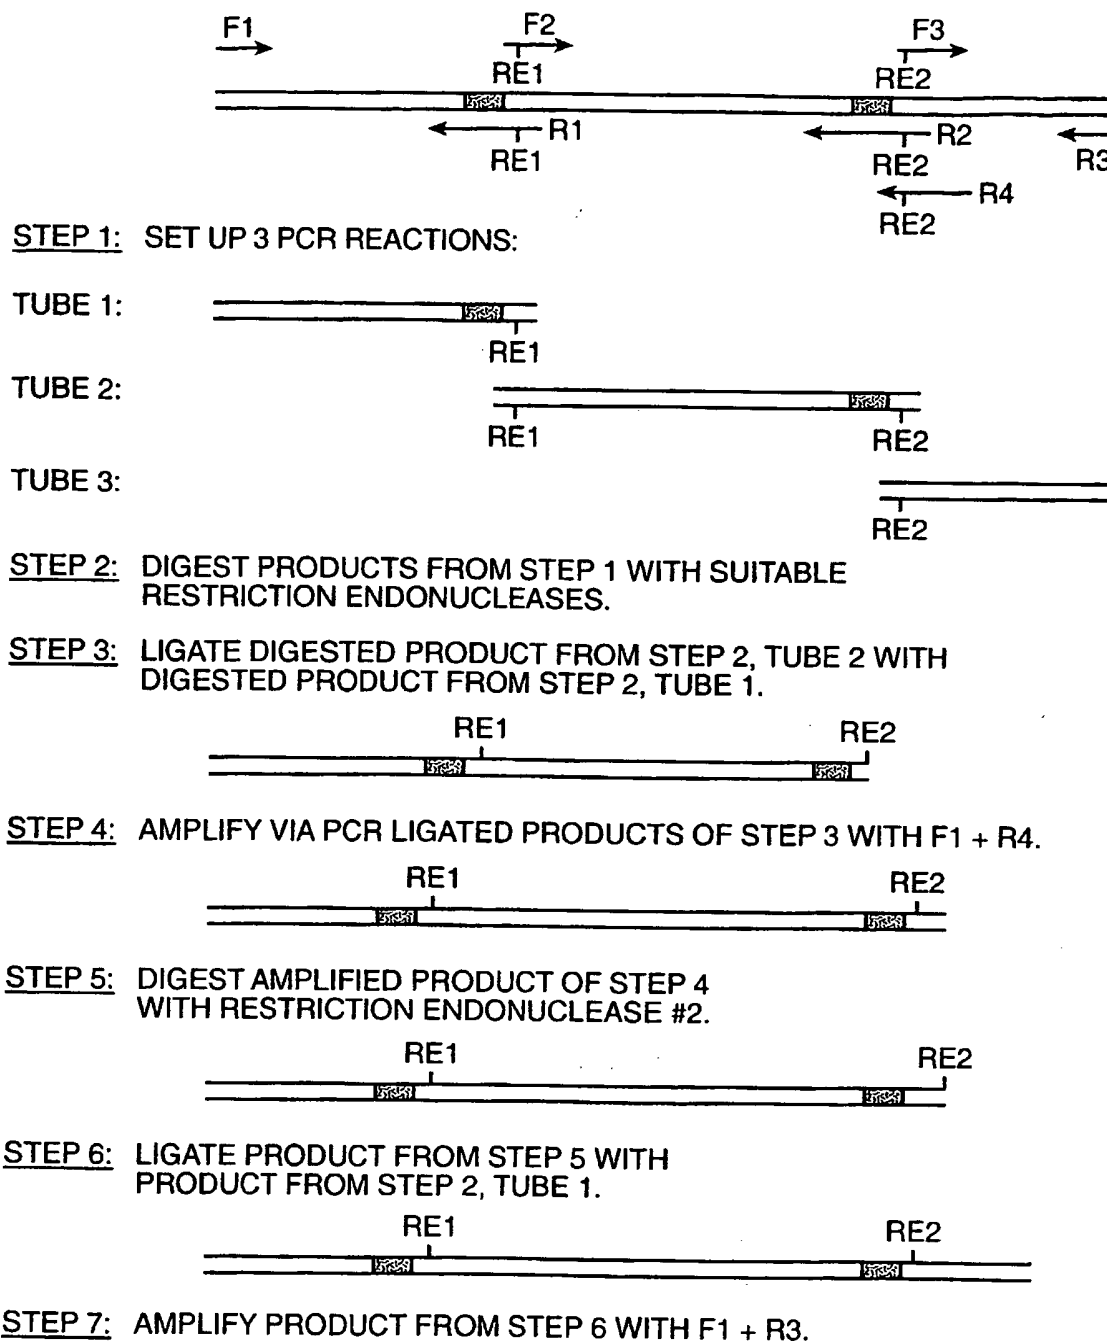 F1 F2 F3
RE1 RE2
R1 R2 R3
RE1 RE2
R4
RE2
STEP 1: SET UP 3 PCR REACTIONS:
TUBE 1:
RE1
TUBE 2:
RE1 RE2
TUBE 3:
RE2
STEP 2: DIGEST PRODUCTS FROM STEP 1 WITH SUITABLE
RESTRICTION ENDONUCLEASES.
STEP 3: LIGATE DIGESTED PRODUCT FROM STEP 2, TUBE 2 WITH
DIGESTED PRODUCT FROM STEP 2, TUBE 1.
RE1 RE2
STEP 4: AMPLIFY VIA PCR LIGATED PRODUCTS OF STEP 3 WITH F1 + R4.
RE1 RE2
STEP 5: DIGEST AMPLIFIED PRODUCT OF STEP 4
WITH RESTRICTION ENDONUCLEASE #2.
RE1 RE2
STEP 6: LIGATE PRODUCT FROM STEP 5 WITH
PRODUCT FROM STEP 2, TUBE 1.
RE1 RE2
STEP 7: AMPLIFY PRODUCT FROM STEP 6 WITH F1 + R3.